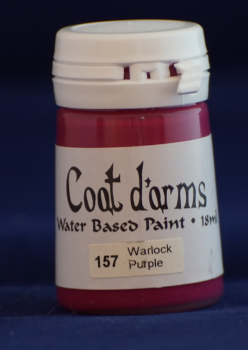 Coat d'arms
Water Based Paint • 18ml
157 Warlock
Purple